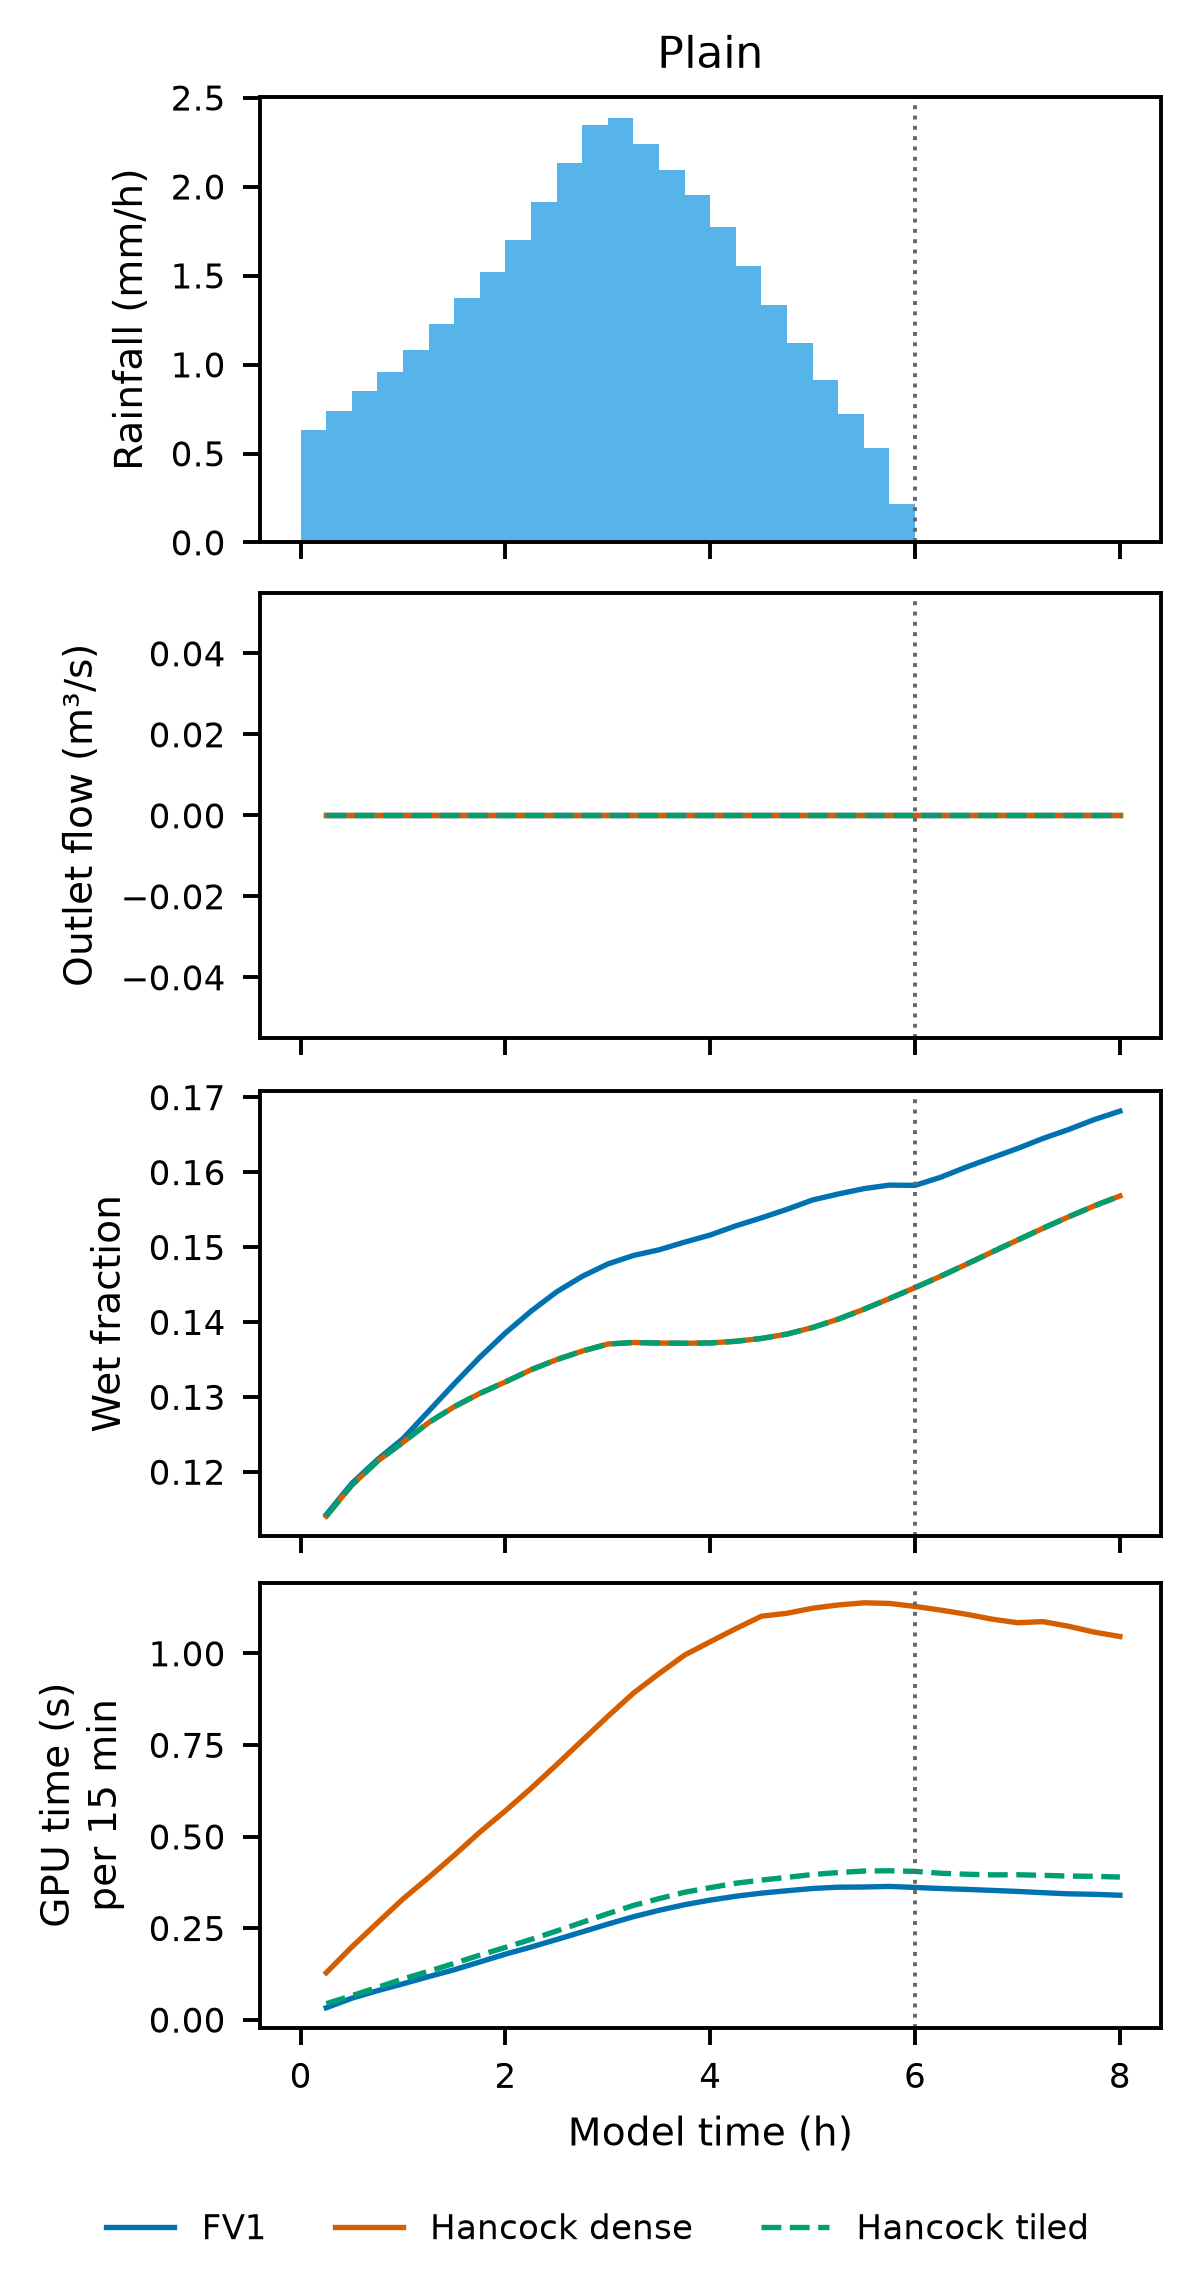 Plain
2.5
2.0
1.5
1.0
0.5
0.0
Rainfall (mm/h)
0.04
0.02
0.00
−0.02
−0.04
Outlet flow (m³/s)
0.17
0.16
0.15
0.14
0.13
0.12
Wet fraction
1.00
0.75
0.50
0.25
0.00
GPU time (s)
per 15 min
0 2 4 6 8
Model time (h)
FV1 Hancock dense Hancock tiled